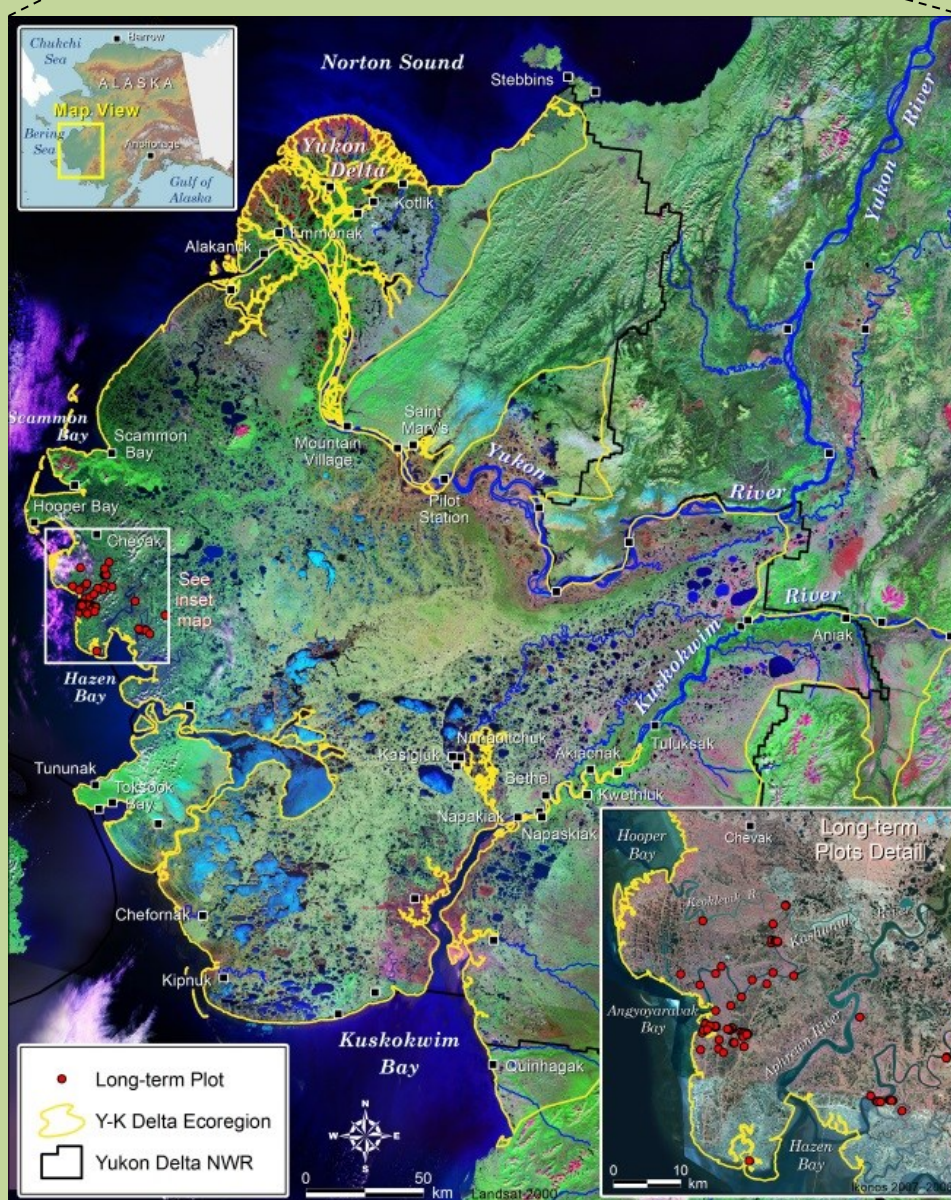 Barrow
Chukchi
Sea
ALASKA
Map View
Bering
Sea
Anchorage
Gulf of
Alaska
Norton Sound
Stebbins
Yukon
River
Yukon
Delta
Kotlik
Emmonak
Alakanuk
Scammon
Bay
Scammon
Bay
Mountain
Village
Saint
Mary's
Pilot
Station
Yukon
River
Hooper Bay
Chevak
See
inset
map
Hazen
Bay
River
Aniak
Kuskokwim
Tuluksak
Akiachak
Nunapitchuk
Kasigluk
Bethel
Kwethluk
Napakiak
Napaskiak
Tununak
Toksook
Bay
Chefornak
Kipnuk
Kuskokwim
Bay
Quinhagak
Long-term Plot
Y-K Delta Ecoregion
Yukon Delta NWR
N
W E
S
0 50
km
Landsat 2000
Long-term
Plots Detail
Hooper
Bay
Chevak
Keoklevik R
Kashunuk
River
Angyoyaravak
Bay
Aphrewn River
Hazen
Bay
0 10
km